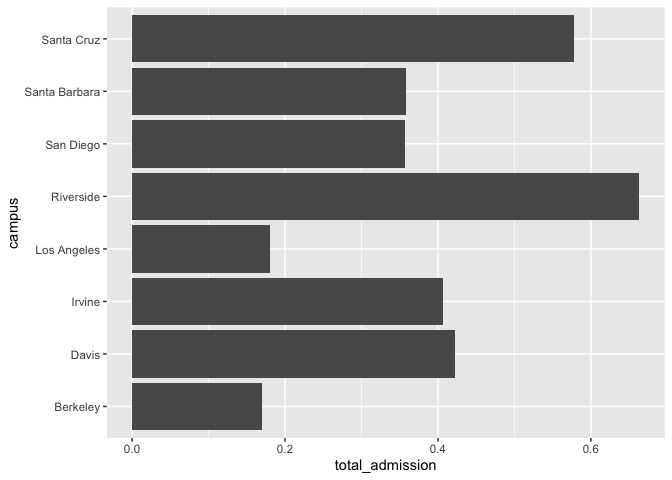 Santa Cruz
Santa Barbara
San Diego
Riverside
Los Angeles
Irvine
Davis
Berkeley
campus
0.0 0.2 0.4 0.6
total_admission